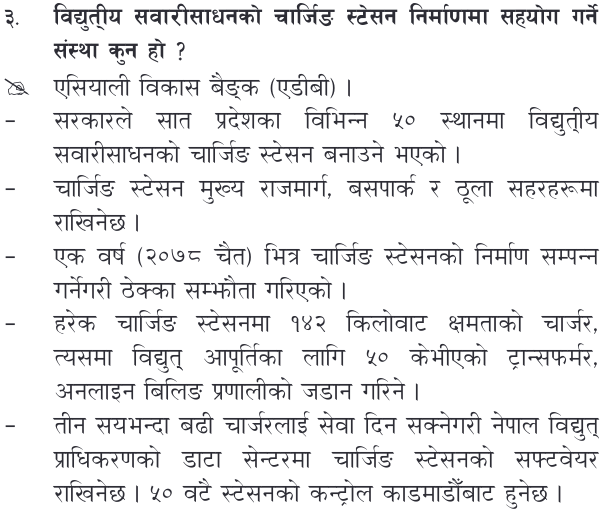 ३. विद्युतीय सवारीसाधनको चार्जिङ स्टेसन निर्माणमा सहयोग गर्ने
संस्था कुन हो ?
एसियाली विकास बैङ्क (एडीबी) ।
– सरकारले सात प्रदेशका विभिन्न ५० स्थानमा विद्युतीय
सवारीसाधनको चार्जिङ स्टेसन बनाउने भएको ।
– चार्जिङ स्टेसन मुख्य राजमार्ग, बसपार्क र ठूला सहरहरूमा
राखिनेछ ।
– एक वर्ष (२०७८ चैत) भित्र चार्जिङ स्टेसनको निर्माण सम्पन्न
गर्नेगरी ठेक्का सम्झौता गरिएको ।
– हरेक चार्जिङ स्टेसनमा १४२ किलोवाट क्षमताको चार्जर,
त्यसमा विद्युत् आपूर्तिका लागि ५० केभीएको ट्रान्सफर्मर,
अनलाइन बिलिङ प्रणालीको जडान गरिने ।
– तीन सयभन्दा बढी चार्जरलाई सेवा दिन सक्नेगरी नेपाल विद्युत्
प्राधिकरणको डाटा सेन्टरमा चार्जिङ स्टेसनको सफ्टवेयर
राखिनेछ । ५० वटै स्टेसनको कन्ट्रोल काडमाडौँबाट हुनेछ ।